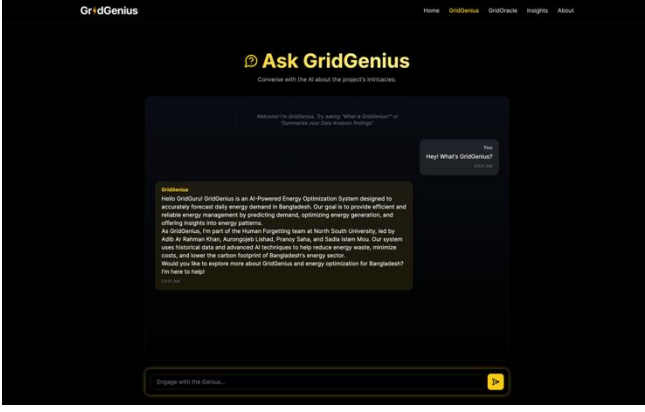 GridGenius
Home GridGenius GridOracle Insights About
Ask GridGenius
Converse with the AI about the project's intricacies.
Welcome! I'm GridGenius. Try asking "What is GridGenius?" or
"Summarize your Data Analysis findings".
You
Hey! What's GridGenius?
03:01 AM
GridGenius
Hello GridGuru! GridGenius is an AI-Powered Energy Optimization System designed to
accurately forecast daily energy demand in Bangladesh. Our goal is to provide efficient and
reliable energy management by predicting demand, optimizing energy generation, and
offering insights into energy patterns.
As GridGenius, I'm part of the Human Forgetting team at North South University, led by
Adib Ar Rahman Khan, Aurongojeb Lishad, Pranoy Saha, and Sadia Islam Mou. Our system
uses historical data and advanced AI techniques to help reduce energy waste, minimize
costs, and lower the carbon footprint of Bangladesh's energy sector.
Would you like to explore more about GridGenius and energy optimization for Bangladesh?
I'm here to help!
Engage with the Genius...